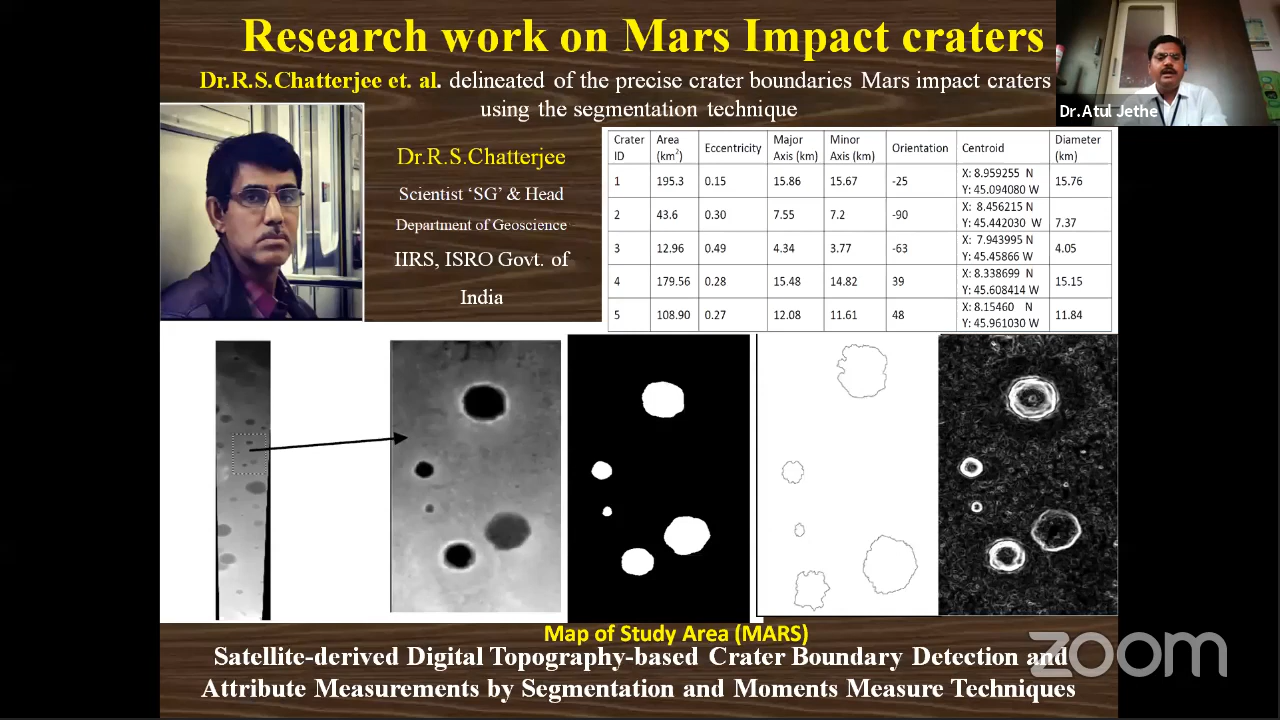 Research work on Mars Impact craters
Dr.R.S.Chatterjee et. al. delineated of the precise crater boundaries Mars impact craters
using the segmentation technique
Dr.Atul Jethe
Dr.R.S.Chatterjee
Scientist ‘SG’ & Head
Department of Geoscience
IIRS, ISRO Govt. of
India
Crater ID Area (km²) Eccentricity Major Axis (km) Minor Axis (km) Orientation Centroid Diameter (km)
1 195.3 0.15 15.86 15.67 -25 X: 8.959255 N Y: 45.094080 W 15.76
2 43.6 0.30 7.55 7.2 -90 X: 8.456215 N Y: 45.442030 W 7.37
3 12.96 0.49 4.34 3.77 -63 X: 7.943995 N Y: 45.45866 W 4.05
4 179.56 0.28 15.48 14.82 39 X: 8.338699 N Y: 45.608414 W 15.15
5 108.90 0.27 12.08 11.61 48 X: 8.15460 N Y: 45.961030 W 11.84
Map of Study Area (MARS)
Satellite-derived Digital Topography-based Crater Boundary Detection and
Attribute Measurements by Segmentation and Moments Measure Techniques
zoom